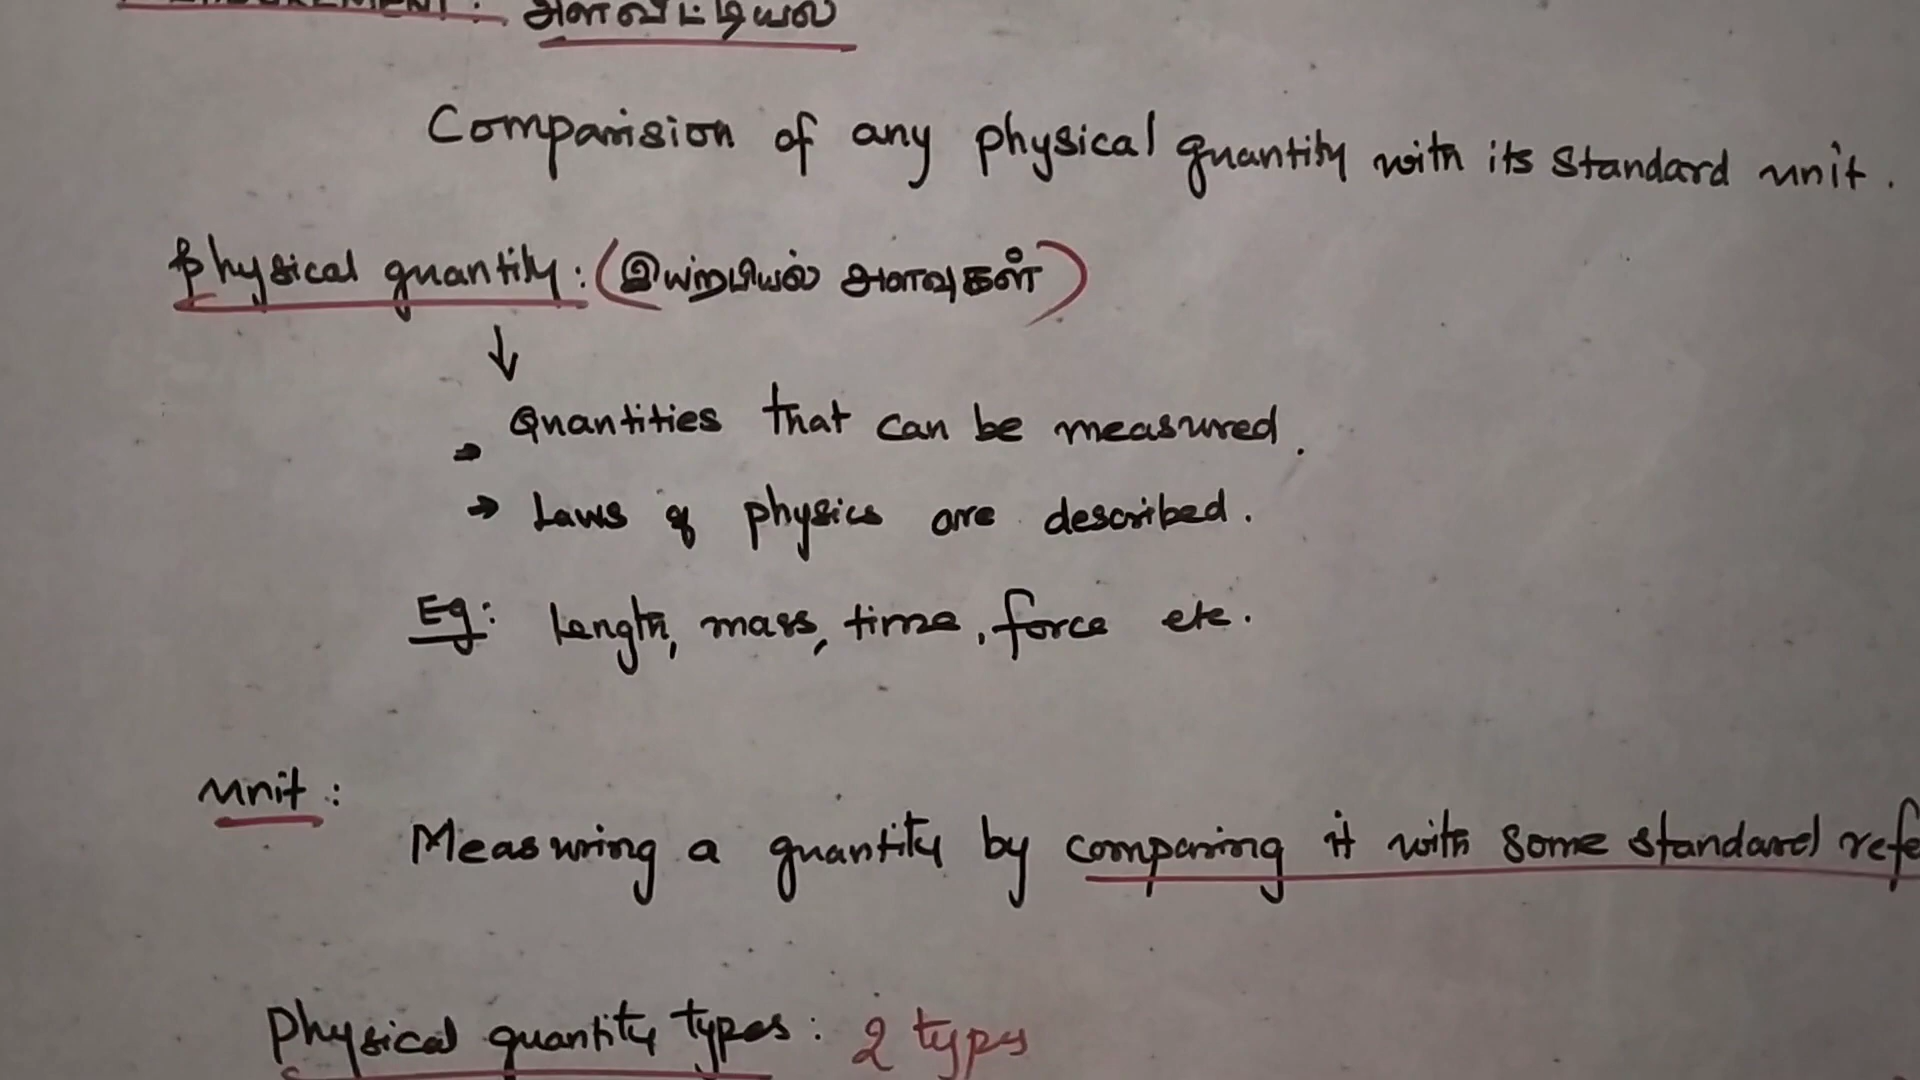 MEASUREMENT: அளவீட்டியல்
Comparision of any physical quantity with its standard unit.
Physical quantity: (இயற்பியல் அளவுகள்)
↓
→ Quantities that can be measured.
→ Laws of physics are described.
Eg: Length, mass, time, force etc.
Unit:
Measuring a quantity by comparing it with some standard refe
Physical quantity types: 2 types